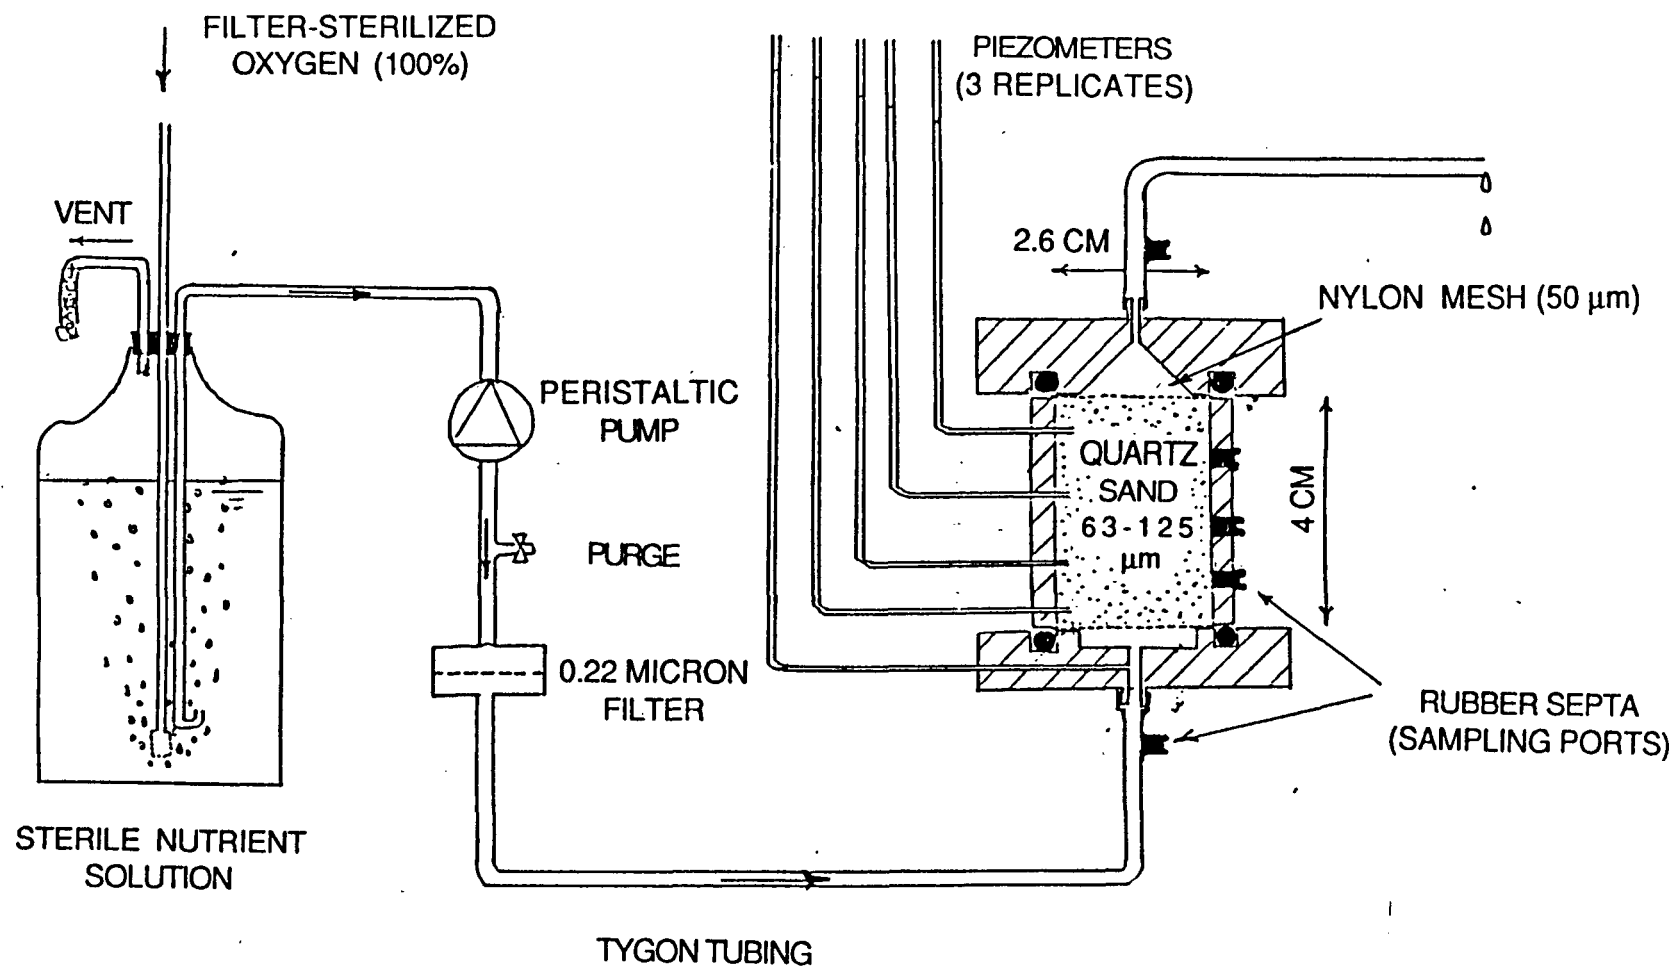 FILTER-STERILIZED
OXYGEN (100%)
PIEZOMETERS
(3 REPLICATES)
VENT
2.6 CM
NYLON MESH (50 µm)
PERISTALTIC
PUMP
QUARTZ
SAND
63-125
µm
4 CM
PURGE
0.22 MICRON
FILTER
RUBBER SEPTA
(SAMPLING PORTS)
STERILE NUTRIENT
SOLUTION
TYGON TUBING